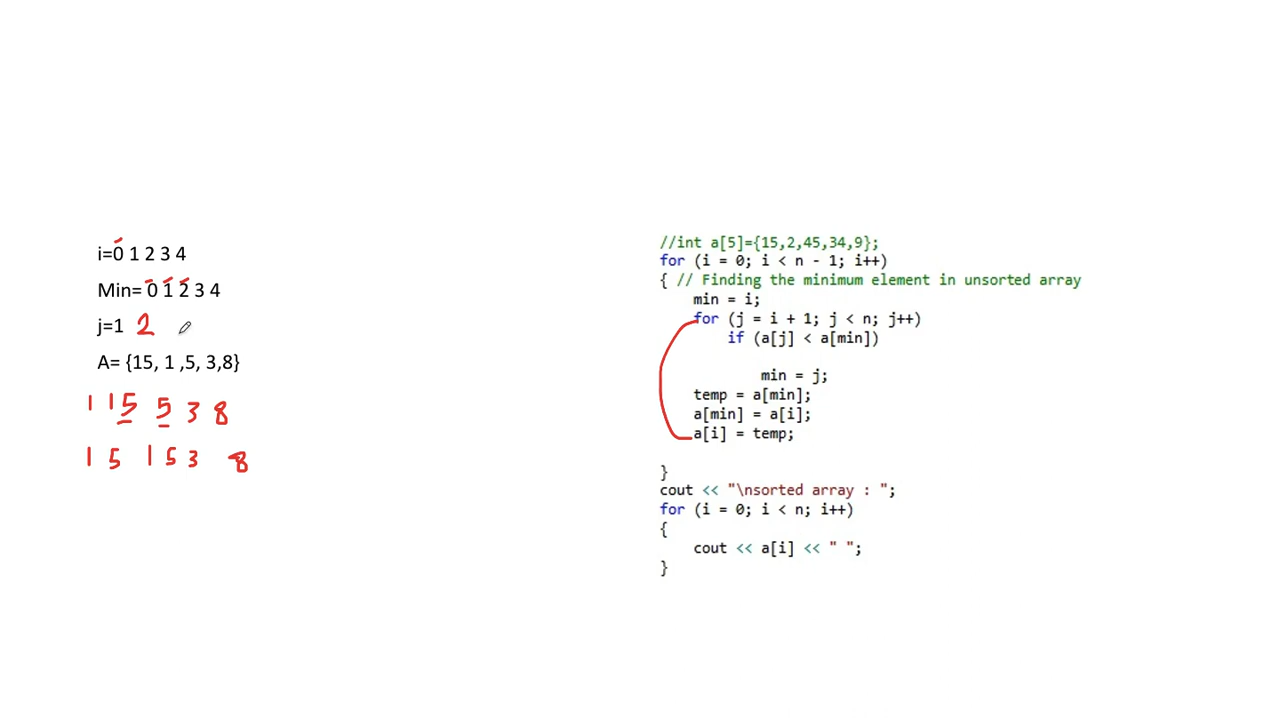 i=0 1 2 3 4
Min= 0 1 2 3 4
j=1 2
A= {15, 1 ,5, 3,8}
1 15 5 3 8
1 5 15 3 8
//int a[5]={15,2,45,34,9};
for (i = 0; i < n - 1; i++)
{ // Finding the minimum element in unsorted array
min = i;
for (j = i + 1; j < n; j++)
if (a[j] < a[min])
min = j;
temp = a[min];
a[min] = a[i];
a[i] = temp;
}
cout << "\nsorted array : ";
for (i = 0; i < n; i++)
{
cout << a[i] << " ";
}